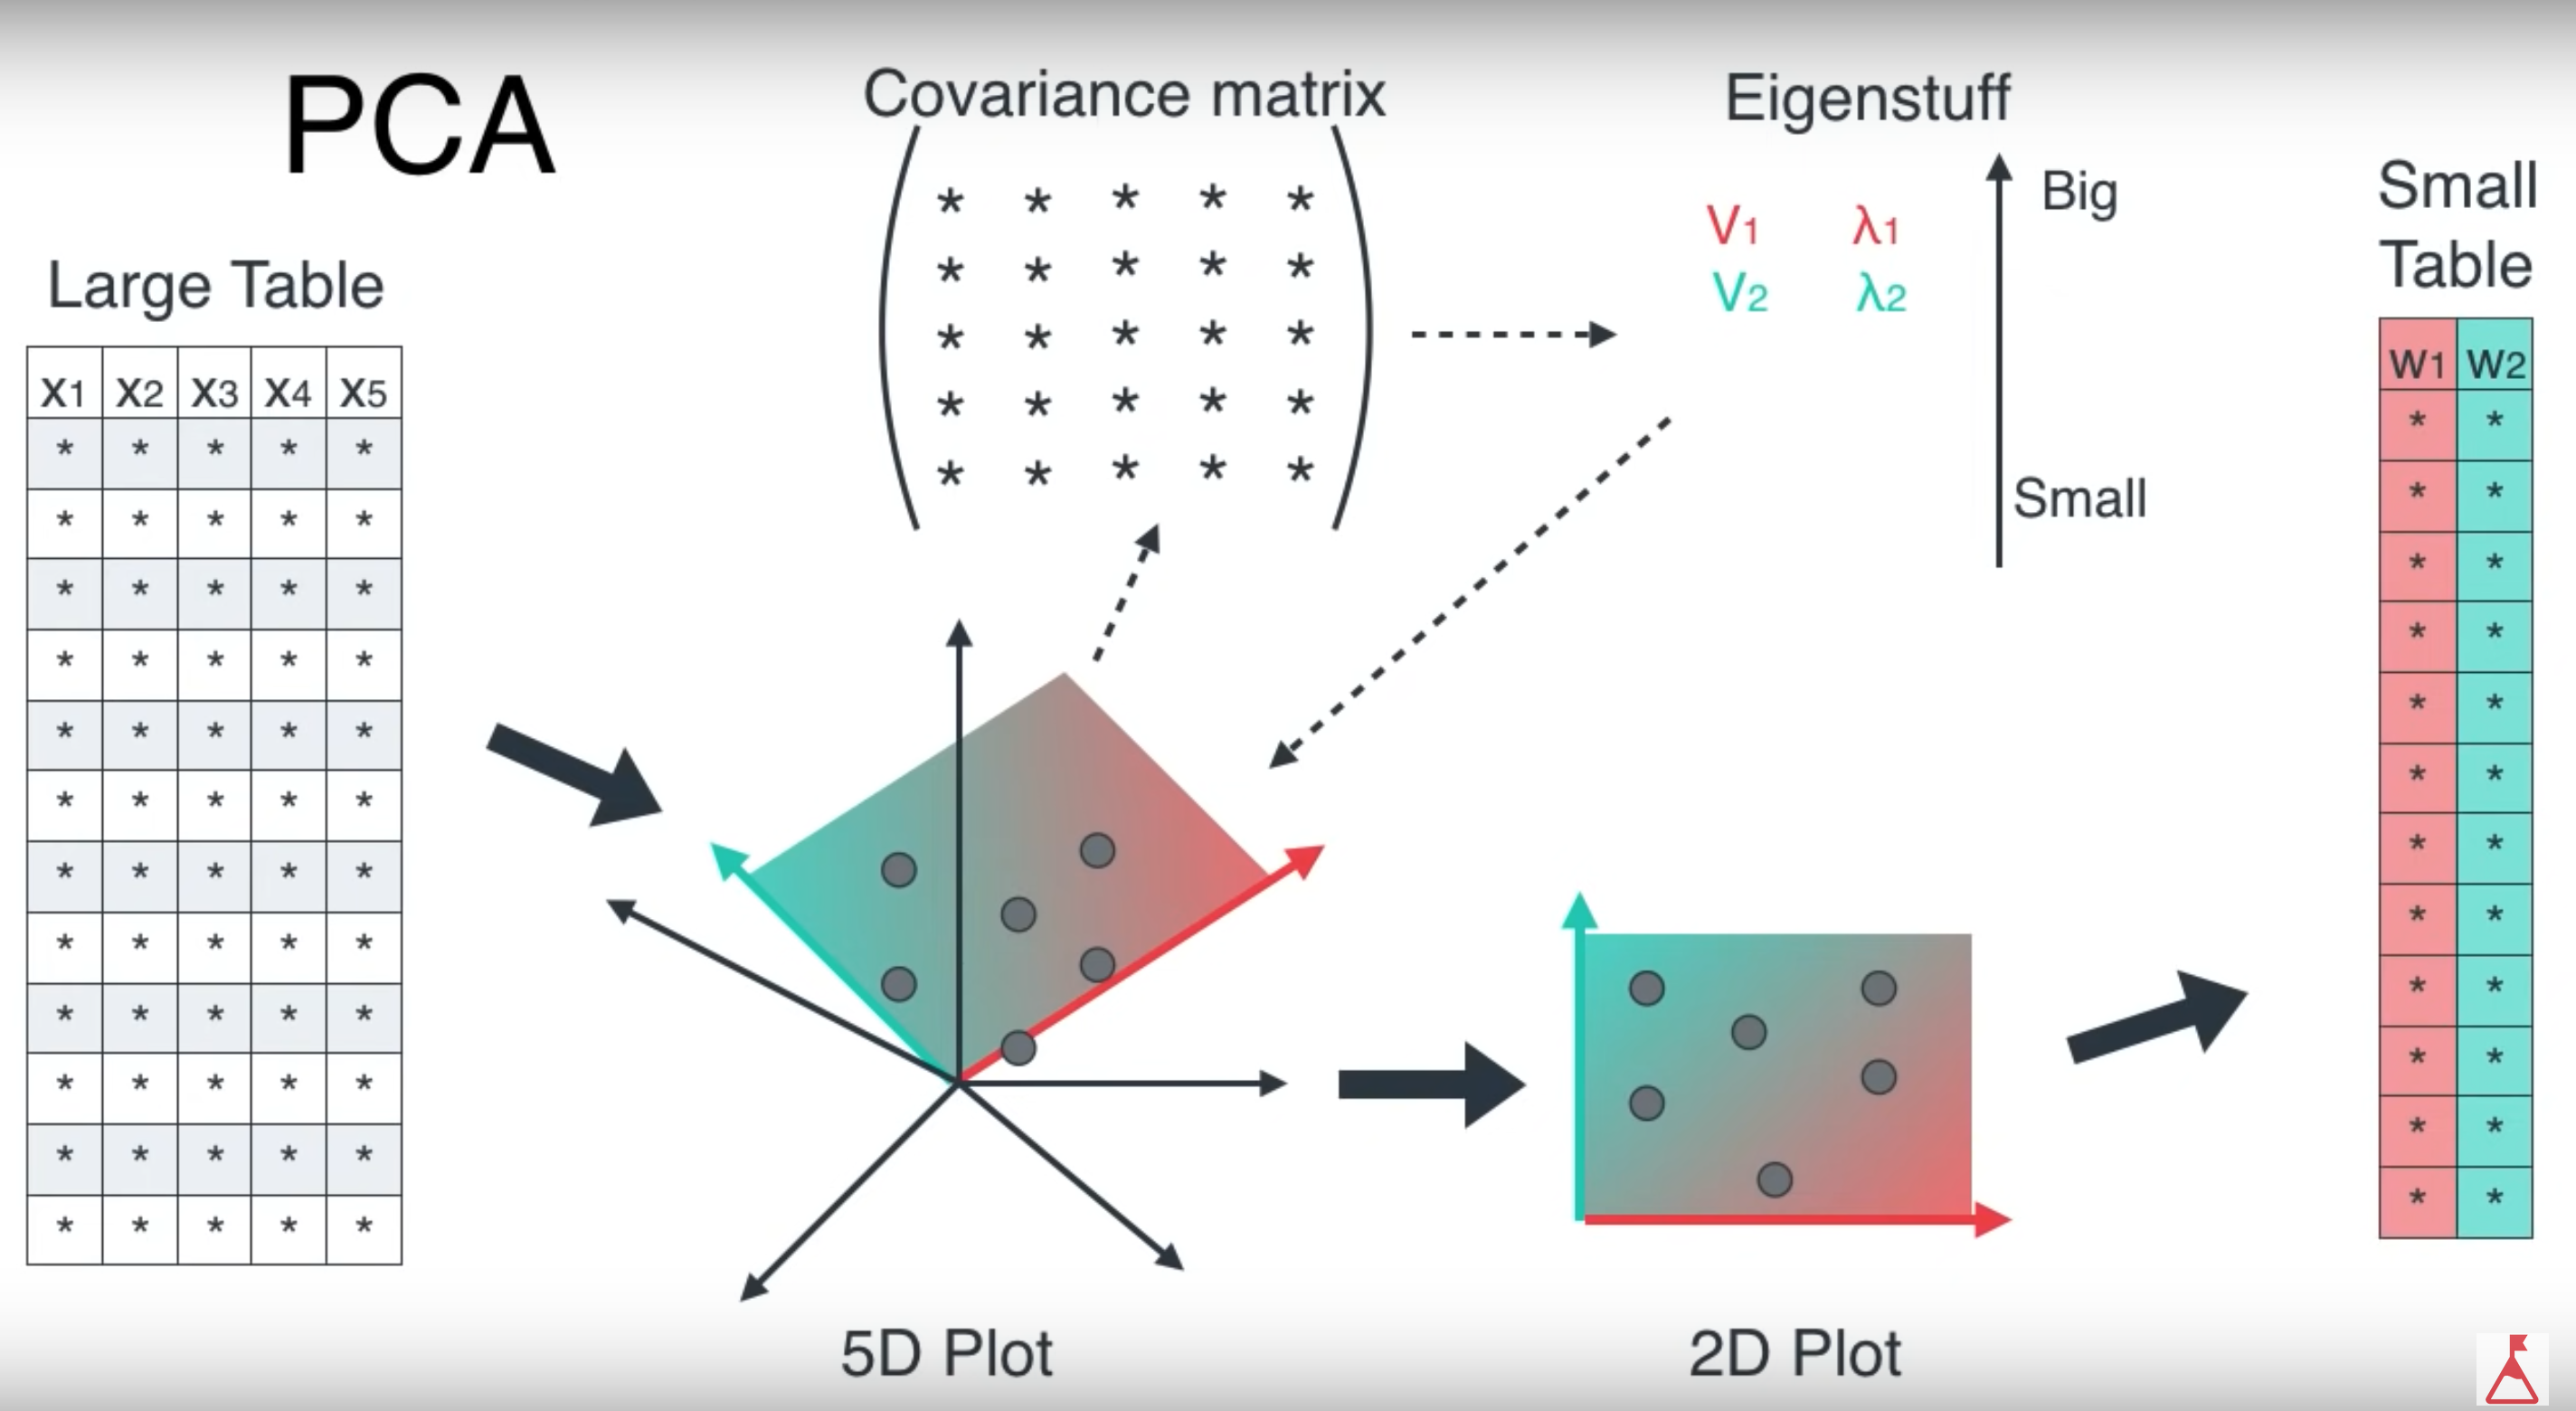 PCA
Large Table
X1 X2 X3 X4 X5
* * * * *
* * * * *
* * * * *
* * * * *
* * * * *
* * * * *
* * * * *
* * * * *
* * * * *
* * * * *
* * * * *
* * * * *
Covariance matrix
* * * * *
* * * * *
* * * * *
* * * * *
* * * * *
Eigenstuff
V1 λ1
V2 λ2
Big
Small
5D Plot
2D Plot
Small
Table
W1 W2
* *
* *
* *
* *
* *
* *
* *
* *
* *
* *
* *
* *